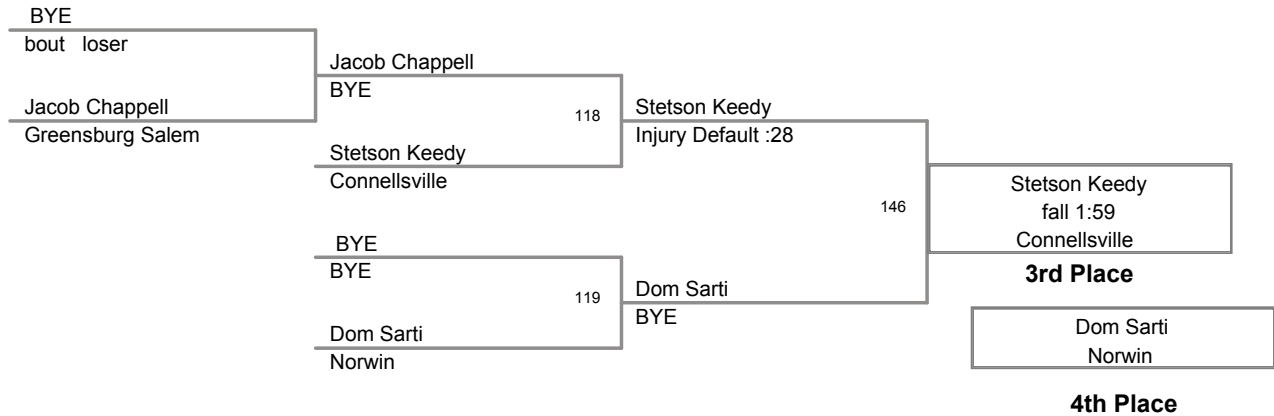 BYE
bout loser
Jacob Chappell
Greensburg Salem
Jacob Chappell
BYE
118
Stetson Keedy
Connellsville
BYE
BYE
119
Dom Sarti
Norwin
Stetson Keedy
Injury Default :28
146
Dom Sarti
BYE
Stetson Keedy
fall 1:59
Connellsville
3rd Place
Dom Sarti
Norwin
4th Place